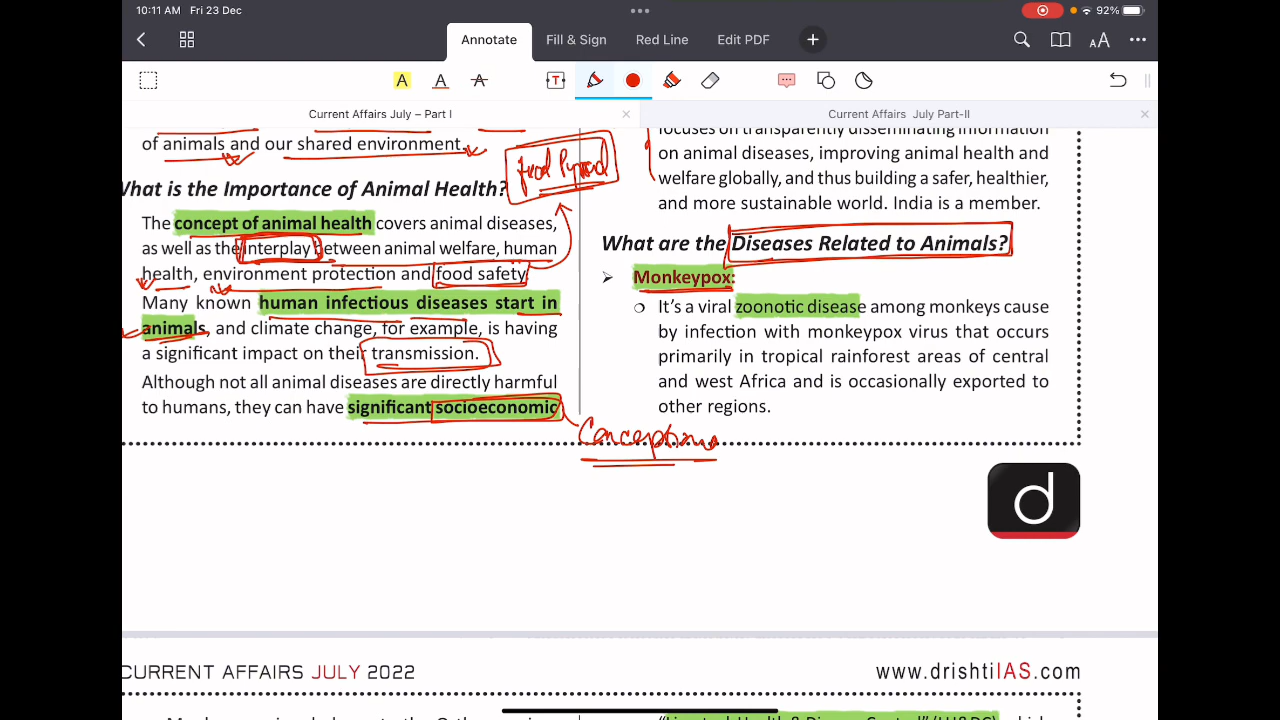 10:11 AM Fri 23 Dec
92%
Annotate
Fill & Sign
Red Line
Edit PDF
Current Affairs July – Part I
Current Affairs July Part-II
of animals and our shared environment.
What is the Importance of Animal Health?
The concept of animal health covers animal diseases,
as well as the interplay between animal welfare, human
health, environment protection and food safety.
Many known human infectious diseases start in
animals, and climate change, for example, is having
a significant impact on their transmission.
Although not all animal diseases are directly harmful
to humans, they can have significant socioeconomic
focuses on transparently disseminating information
on animal diseases, improving animal health and
welfare globally, and thus building a safer, healthier,
and more sustainable world. India is a member.
What are the Diseases Related to Animals?
Monkeypox:
It's a viral zoonotic disease among monkeys cause
by infection with monkeypox virus that occurs
primarily in tropical rainforest areas of central
and west Africa and is occasionally exported to
other regions.
d
CURRENT AFFAIRS JULY 2022
www.drishtiIAS.com